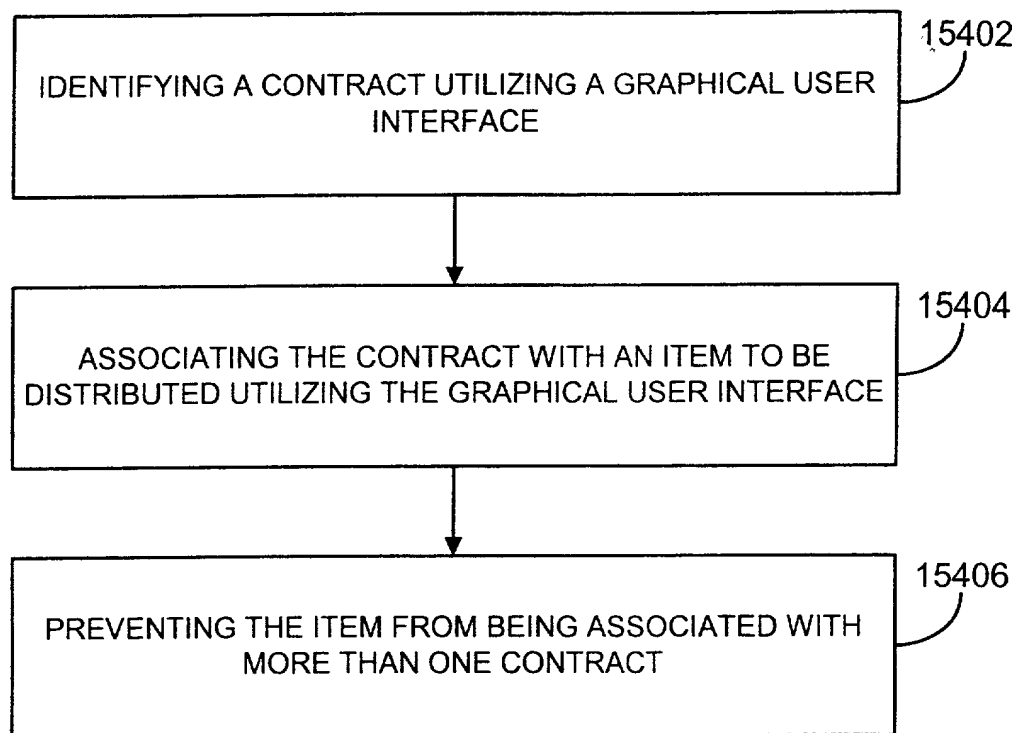 15402
IDENTIFYING A CONTRACT UTILIZING A GRAPHICAL USER
INTERFACE
15404
ASSOCIATING THE CONTRACT WITH AN ITEM TO BE
DISTRIBUTED UTILIZING THE GRAPHICAL USER INTERFACE
15406
PREVENTING THE ITEM FROM BEING ASSOCIATED WITH
MORE THAN ONE CONTRACT